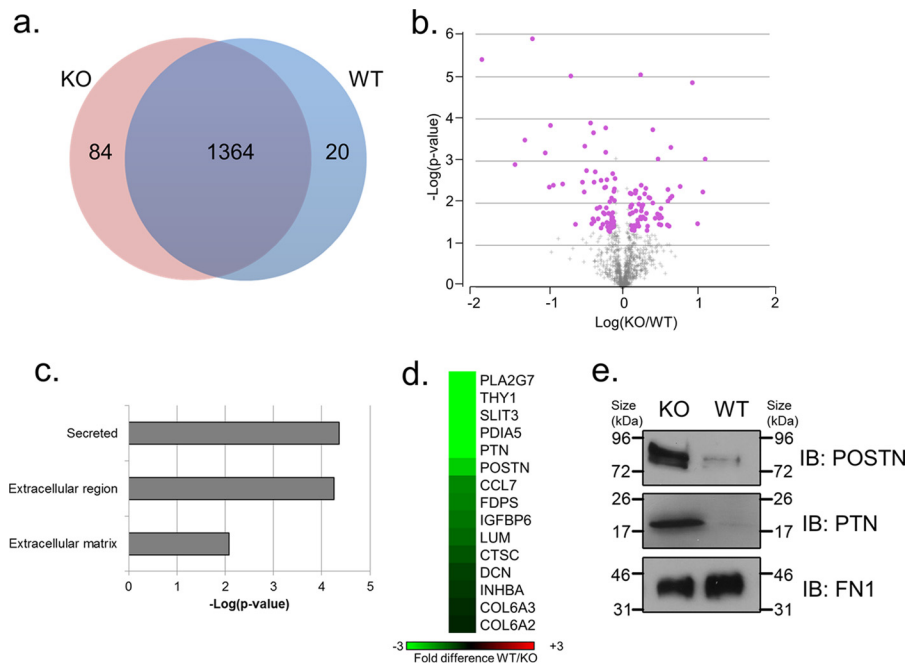 a.
KO
WT
84
1364
20
b.
6
5
4
3
2
1
0
-Log(p-value)
-2
-1
0
1
2
Log(KO/WT)
c.
Secreted
Extracellular region
Extracellular matrix
0
1
2
3
4
5
-Log(p-value)
d.
PLA2G7
THY1
SLIT3
PDIA5
PTN
POSTN
CCL7
FDPS
IGFBP6
LUM
CTSC
DCN
INHBA
COL6A3
COL6A2
-3
+3
Fold difference WT/KO
e.
Size (kDa)
KO
WT
Size (kDa)
96
72
96
72
IB: POSTN
26
17
26
17
IB: PTN
46
31
46
31
IB: FN1